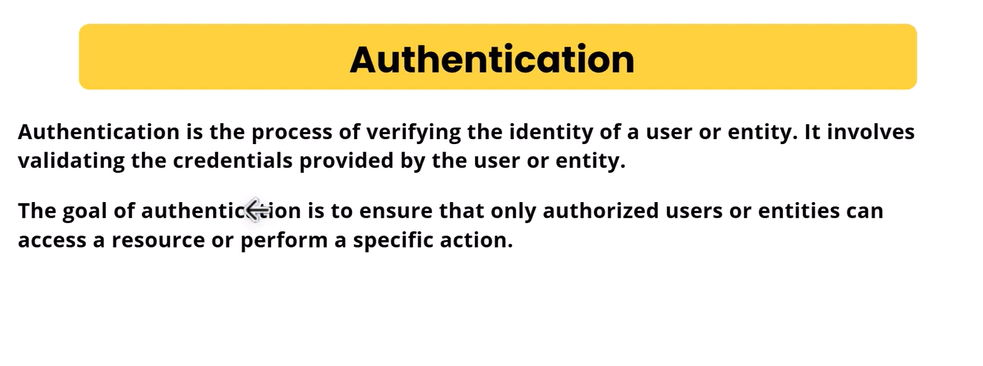 Authentication
Authentication is the process of verifying the identity of a user or entity. It involves
validating the credentials provided by the user or entity.
The goal of authentication is to ensure that only authorized users or entities can
access a resource or perform a specific action.